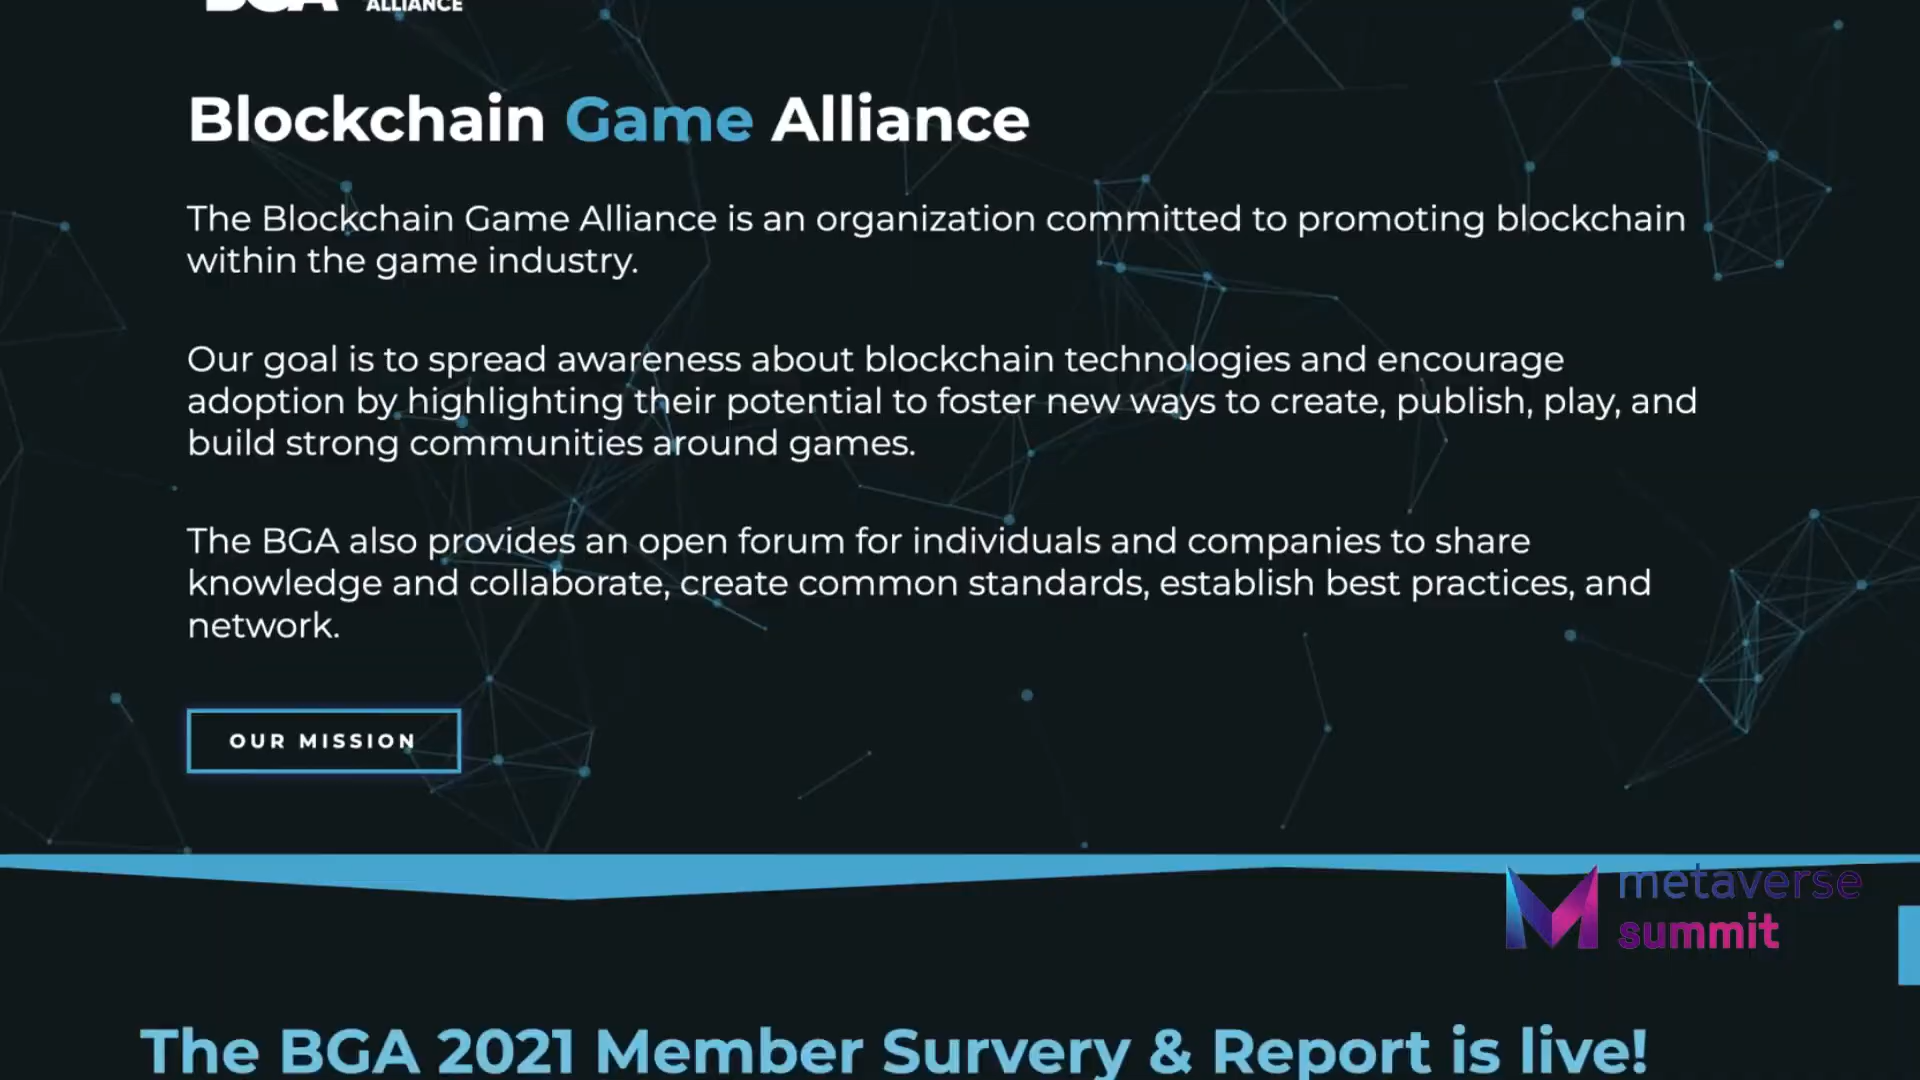 BGA ALLIANCE
Blockchain Game Alliance
The Blockchain Game Alliance is an organization committed to promoting blockchain
within the game industry.
Our goal is to spread awareness about blockchain technologies and encourage
adoption by highlighting their potential to foster new ways to create, publish, play, and
build strong communities around games.
The BGA also provides an open forum for individuals and companies to share
knowledge and collaborate, create common standards, establish best practices, and
network.
OUR MISSION
metaverse
summit
The BGA 2021 Member Survery & Report is live!